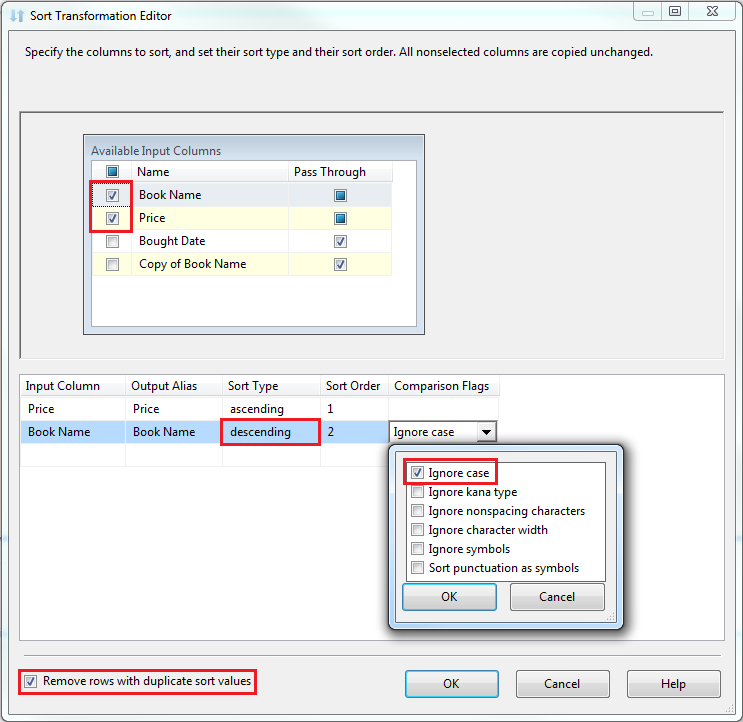 Sort Transformation Editor
Specify the columns to sort, and set their sort type and their sort order. All nonselected columns are copied unchanged.
Available Input Columns
Name Pass Through
Book Name
Price
Bought Date
Copy of Book Name
Input Column Output Alias Sort Type Sort Order Comparison Flags
Price Price ascending 1
Book Name Book Name descending 2 Ignore case
Ignore case
Ignore kana type
Ignore nonspacing characters
Ignore character width
Ignore symbols
Sort punctuation as symbols
OK Cancel
Remove rows with duplicate sort values
OK Cancel Help